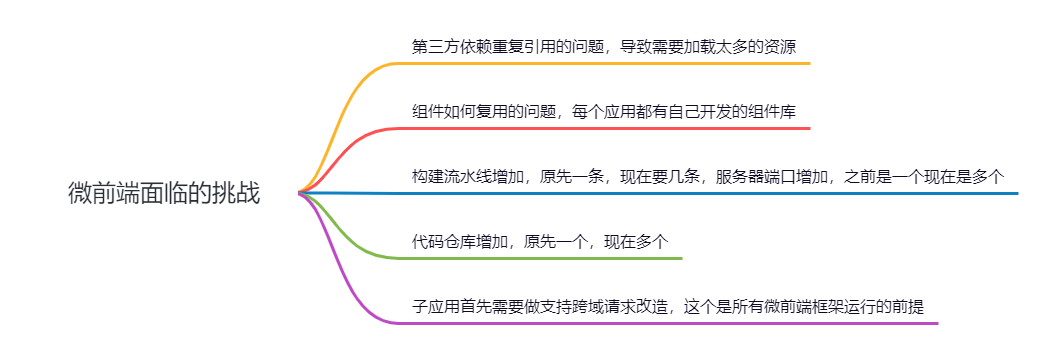 第三方依赖重复引用的问题，导致需要加载太多的资源
组件如何复用的问题，每个应用都有自己开发的组件库
构建流水线增加，原先一条，现在要几条，服务器端口增加，之前是一个现在是多个
微前端面临的挑战
代码仓库增加，原先一个，现在多个
子应用首先需要做支持跨域请求改造，这个是所有微前端框架运行的前提